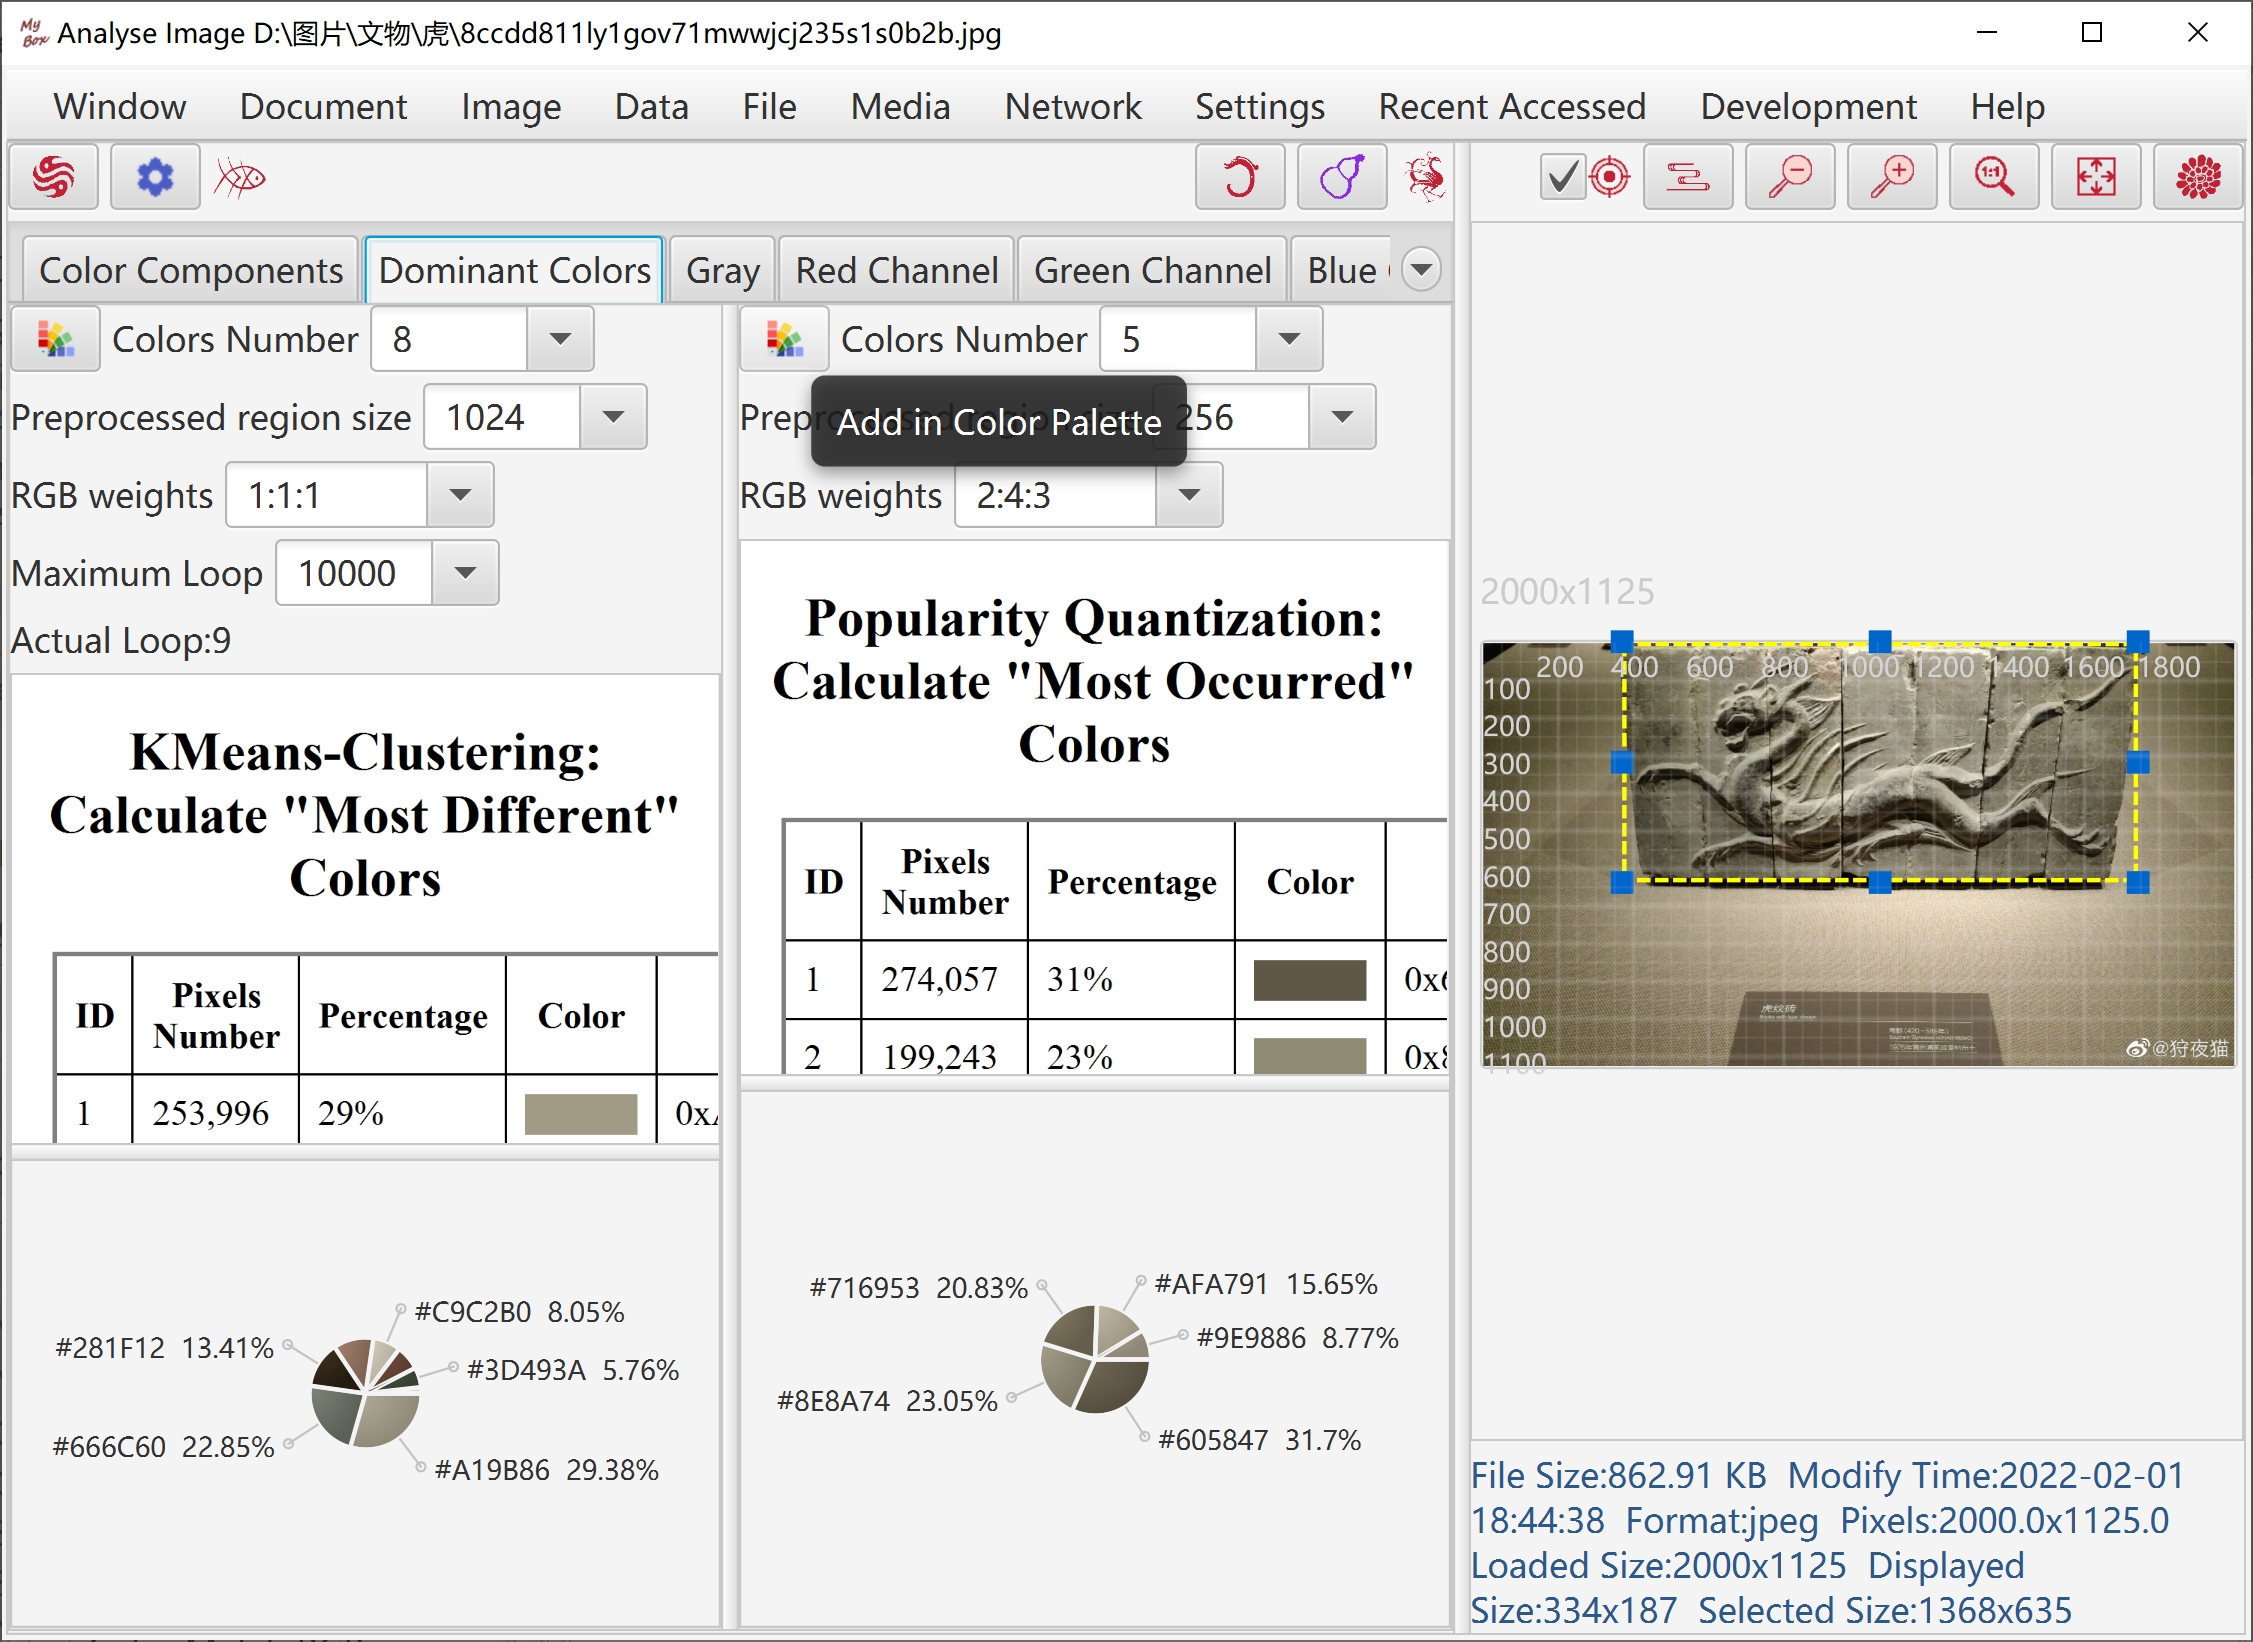 My Box Analyse Image D:\图片\文物\虎\8ccdd811ly1gov71mwwjcj235s1s0b2b.jpg
Window Document Image Data File Media Network Settings Recent Accessed Development Help
1:1
Color Components Dominant Colors Gray Red Channel Green Channel Blue
Colors Number 8
Preprocessed region size 1024
RGB weights 1:1:1
Maximum Loop 10000
Actual Loop:9
KMeans-Clustering:
Calculate "Most Different"
Colors
ID Pixels Number Percentage Color
1 253,996 29% 0x
#C9C2B0 8.05%
#281F12 13.41%
#3D493A 5.76%
#666C60 22.85%
#A19B86 29.38%
Colors Number 5
Add in Color Palette
256
RGB weights 2:4:3
Popularity Quantization:
Calculate "Most Occurred"
Colors
ID Pixels Number Percentage Color
1 274,057 31% 0x6
2 199,243 23% 0x8
#716953 20.83%
#AFA791 15.65%
#9E9886 8.77%
#8E8A74 23.05%
#605847 31.7%
2000x1125
200 400 600 800 1000 1200 1400 1600 1800
100
200
300
400
500
600
700
800
900
1000
1100
虎纹砖
@狩夜猫
File Size:862.91 KB Modify Time:2022-02-01
18:44:38 Format:jpeg Pixels:2000.0x1125.0
Loaded Size:2000x1125 Displayed
Size:334x187 Selected Size:1368x635